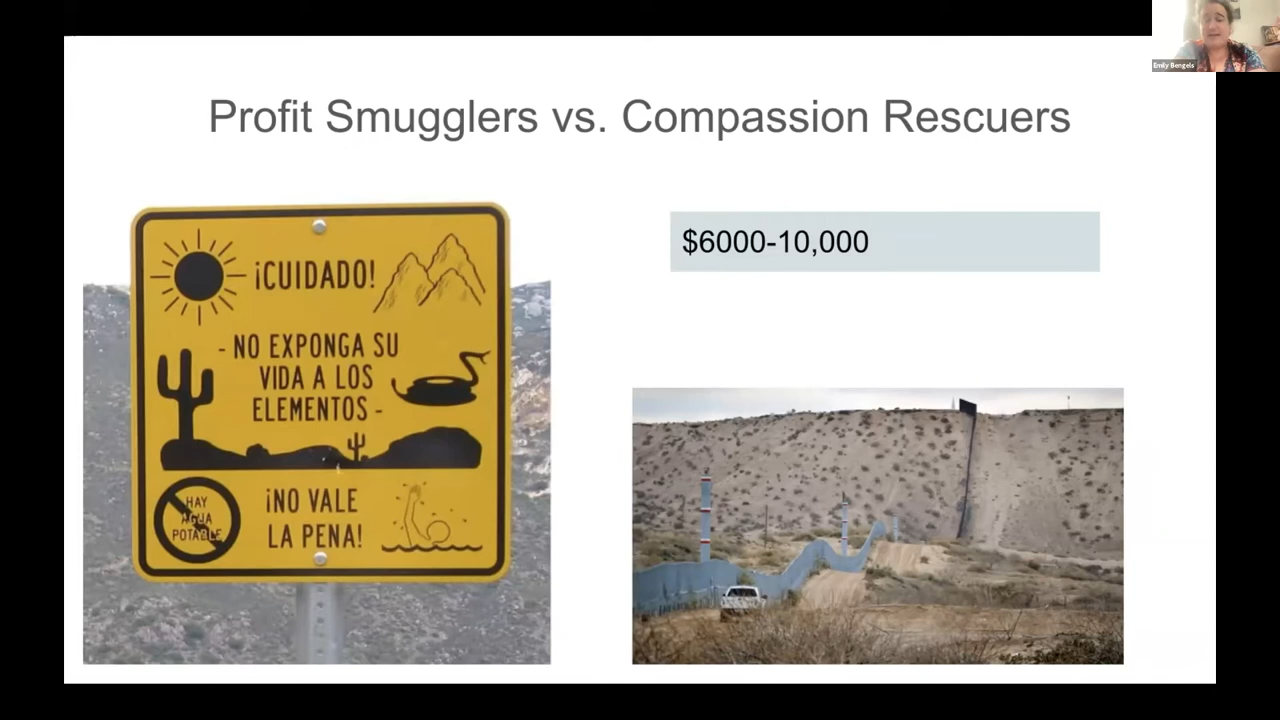 Emily Bengels
Profit Smugglers vs. Compassion Rescuers
¡CUIDADO!
- NO EXPONGA SU
VIDA A LOS
ELEMENTOS -
HAY
AGUA
POTABLE
¡NO VALE
LA PENA!
$6000-10,000